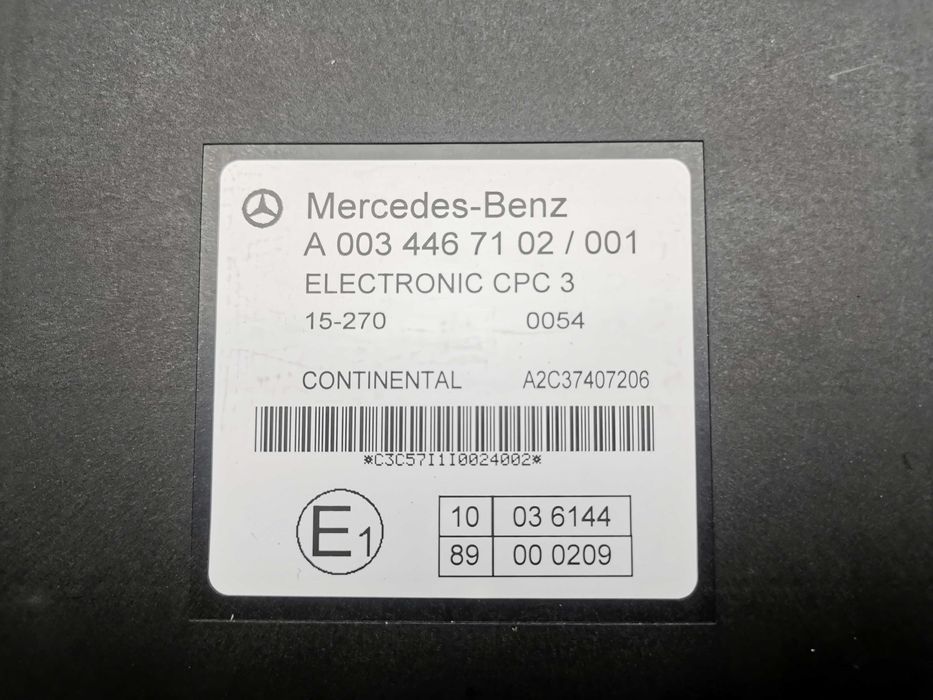 Mercedes-Benz
A 003 446 71 02 / 001
ELECTRONIC CPC 3
15-270 0054
CONTINENTAL A2C37407206
*C3C57I1I0024002*
E1
10 03 6144
89 00 0209